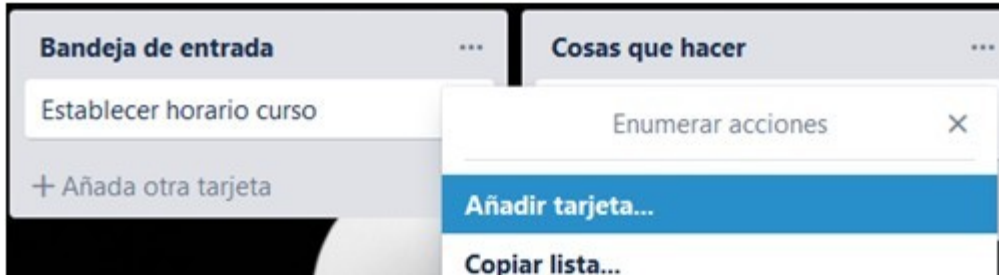 Bandeja de entrada ...
Cosas que hacer ...
Establecer horario curso
+ Añada otra tarjeta
Enumerar acciones ×
Añadir tarjeta...
Copiar lista...